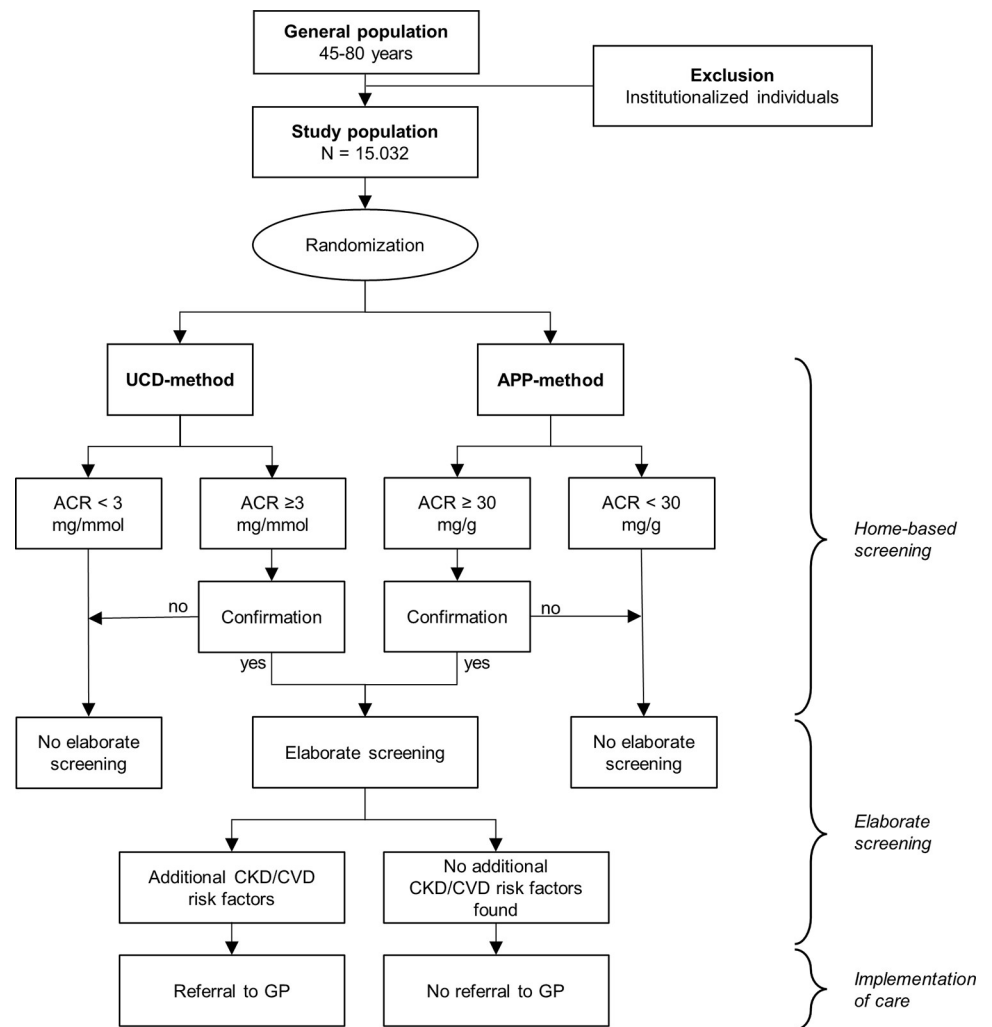 General population
45-80 years
Exclusion
Institutionalized individuals
Study population
N = 15.032
Randomization
UCD-method
APP-method
ACR < 3
mg/mmol
ACR ≥3
mg/mmol
ACR ≥ 30
mg/g
ACR < 30
mg/g
Home-based
screening
no
Confirmation
Confirmation
no
yes
yes
No elaborate
screening
Elaborate screening
No elaborate
screening
Elaborate
screening
Additional CKD/CVD
risk factors
No additional
CKD/CVD risk factors
found
Referral to GP
No referral to GP
Implementation
of care